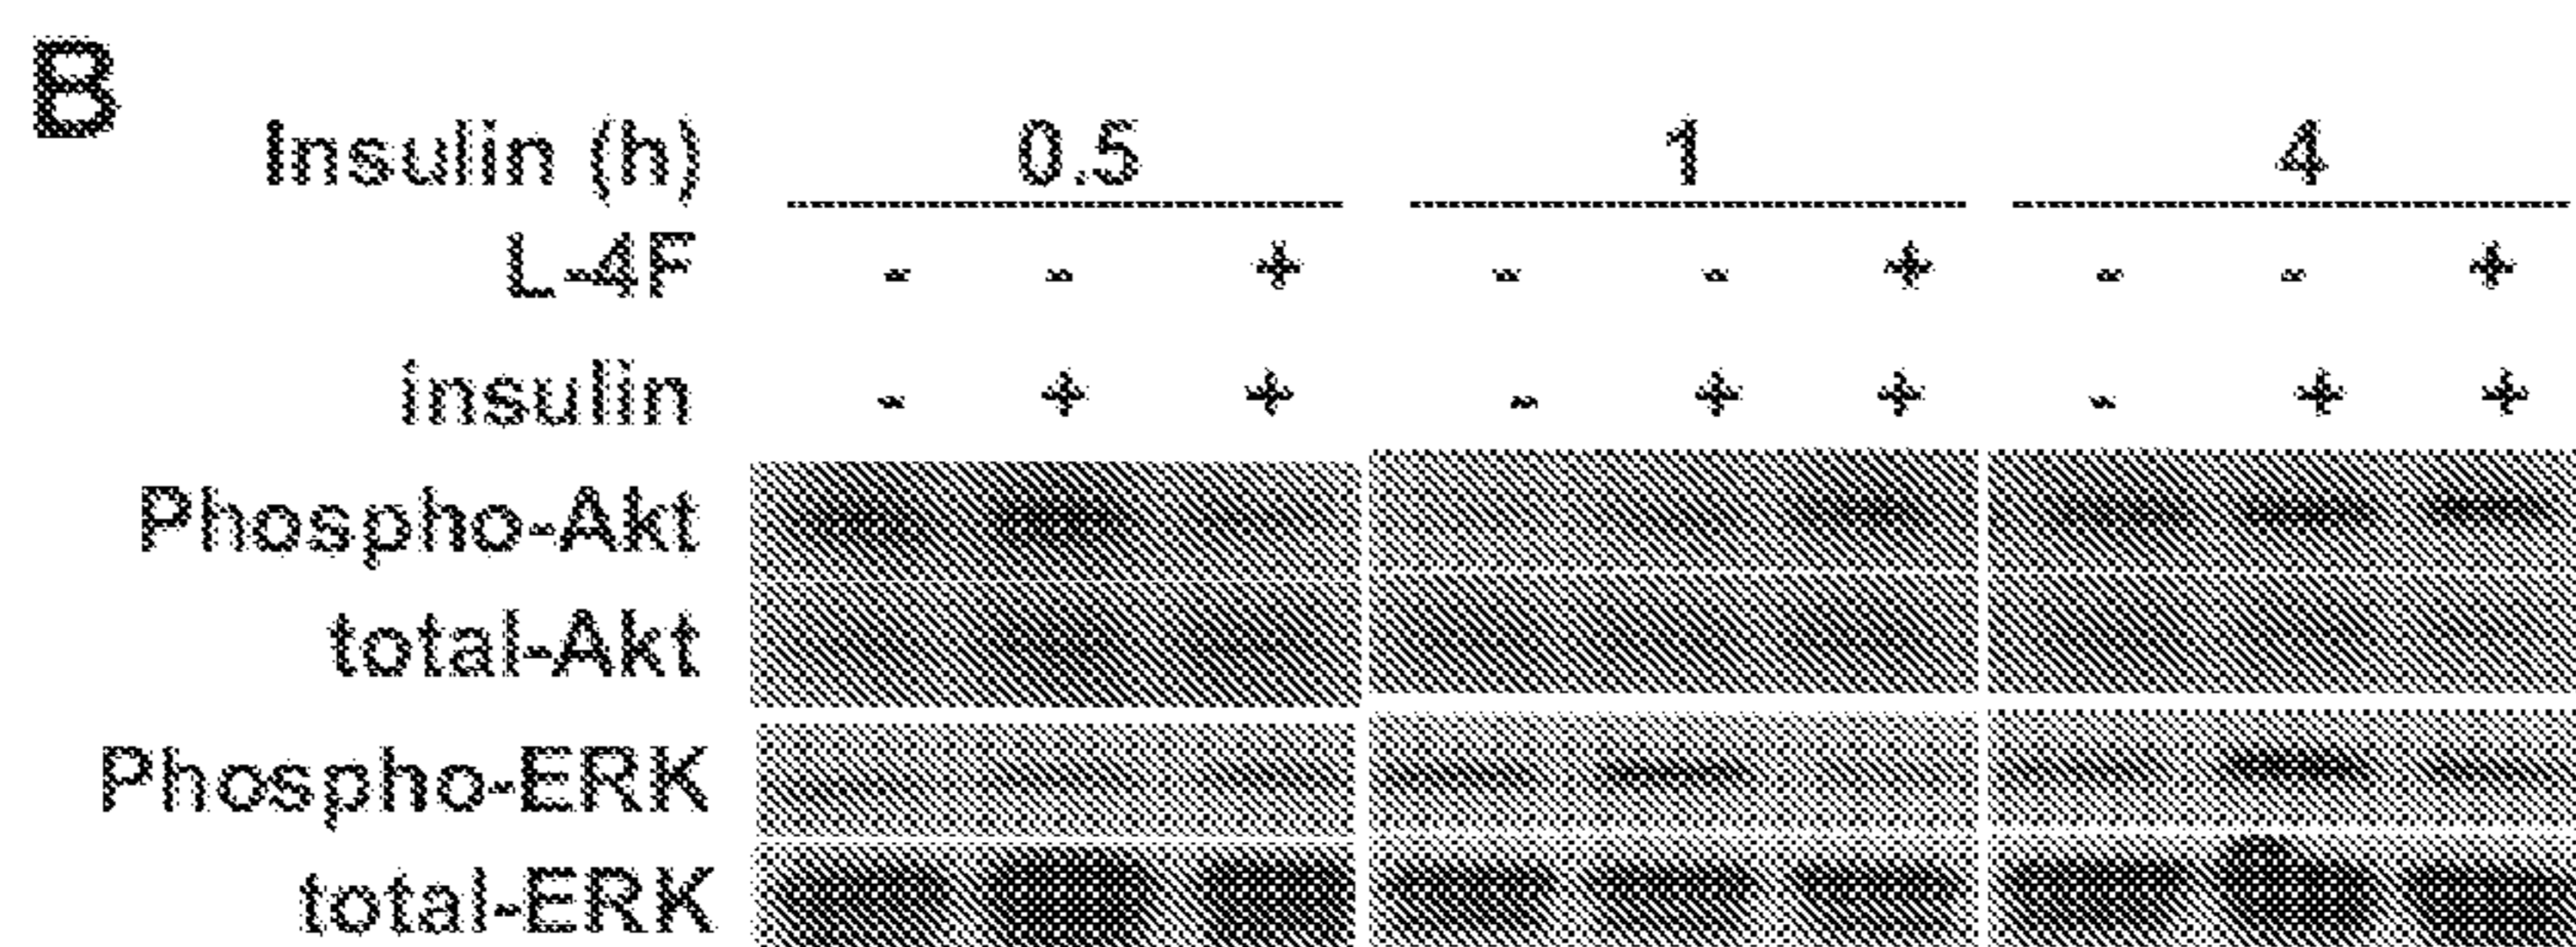 B
Insulin (h) 0.5 1 4
L-4F - - + - - + - - +
insulin - + + - + + - + +
Phospho-Akt
total-Akt
Phospho-ERK
total-ERK